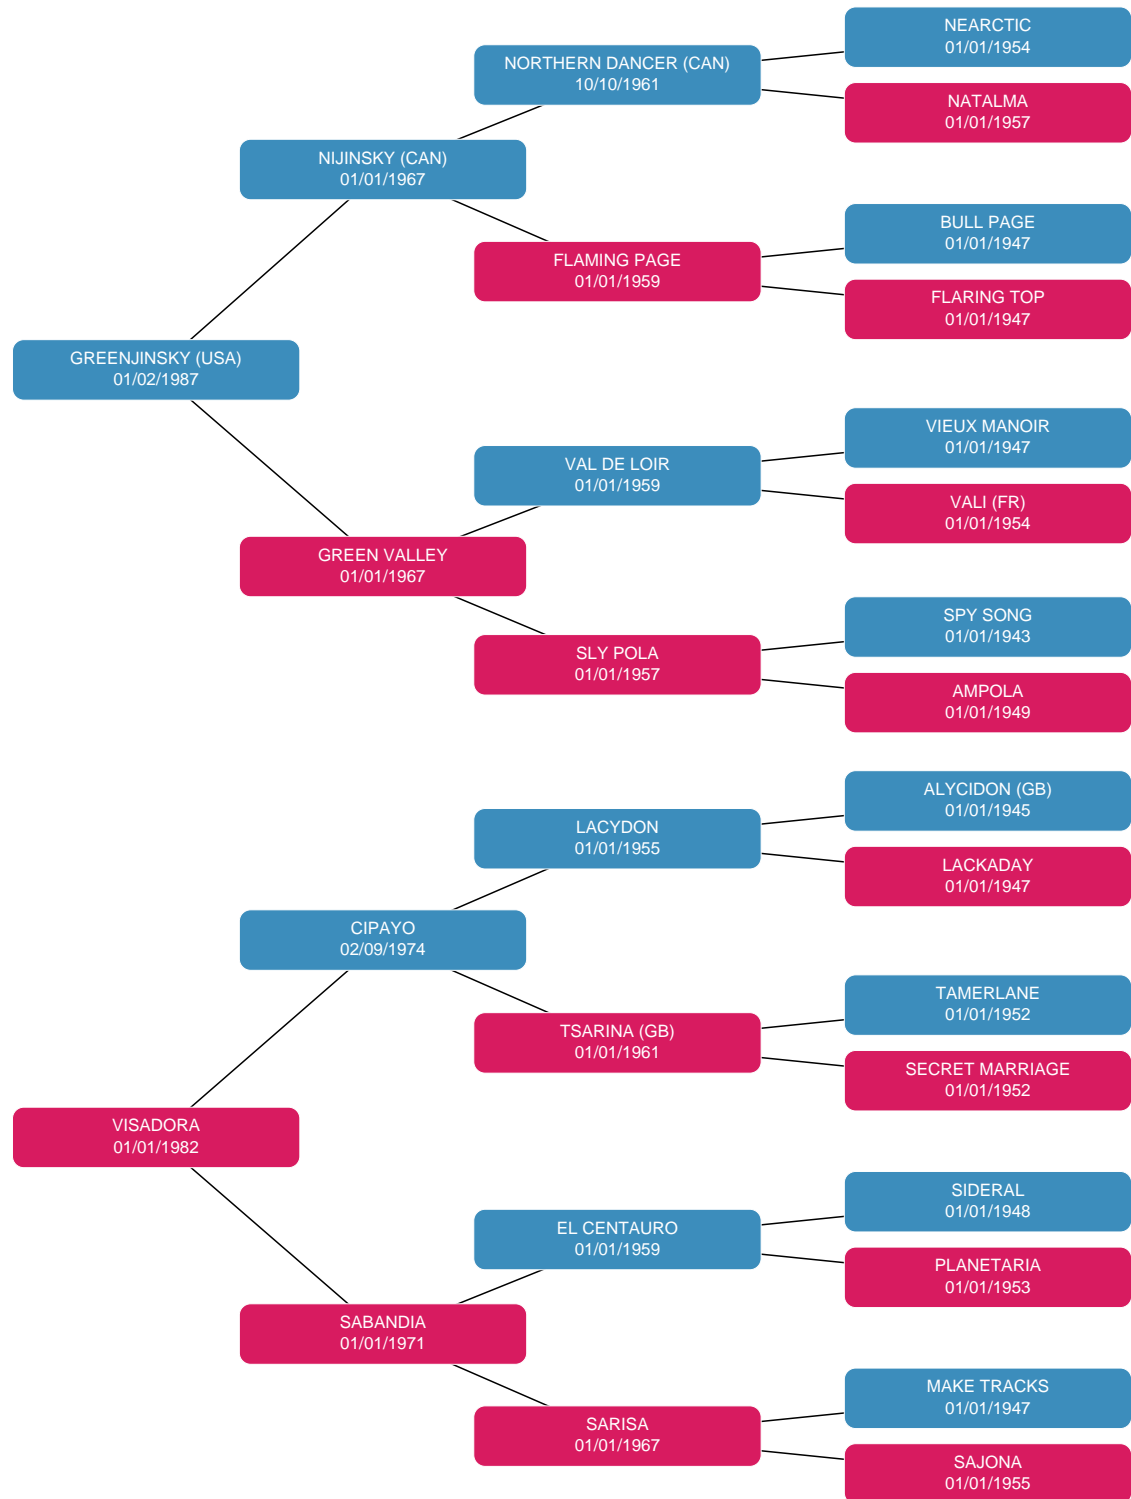 NEARCTIC
01/01/1954
NORTHERN DANCER (CAN)
10/10/1961
NATALMA
01/01/1957
NIJINSKY (CAN)
01/01/1967
BULL PAGE
01/01/1947
FLAMING PAGE
01/01/1959
FLARING TOP
01/01/1947
GREENJINSKY (USA)
01/02/1987
VIEUX MANOIR
01/01/1947
VAL DE LOIR
01/01/1959
VALI (FR)
01/01/1954
GREEN VALLEY
01/01/1967
SPY SONG
01/01/1943
SLY POLA
01/01/1957
AMPOLA
01/01/1949
ALYCIDON (GB)
01/01/1945
LACYDON
01/01/1955
LACKADAY
01/01/1947
CIPAYO
02/09/1974
TAMERLANE
01/01/1952
TSARINA (GB)
01/01/1961
SECRET MARRIAGE
01/01/1952
VISADORA
01/01/1982
SIDERAL
01/01/1948
EL CENTAURO
01/01/1959
PLANETARIA
01/01/1953
SABANDIA
01/01/1971
MAKE TRACKS
01/01/1947
SARISA
01/01/1967
SAJONA
01/01/1955